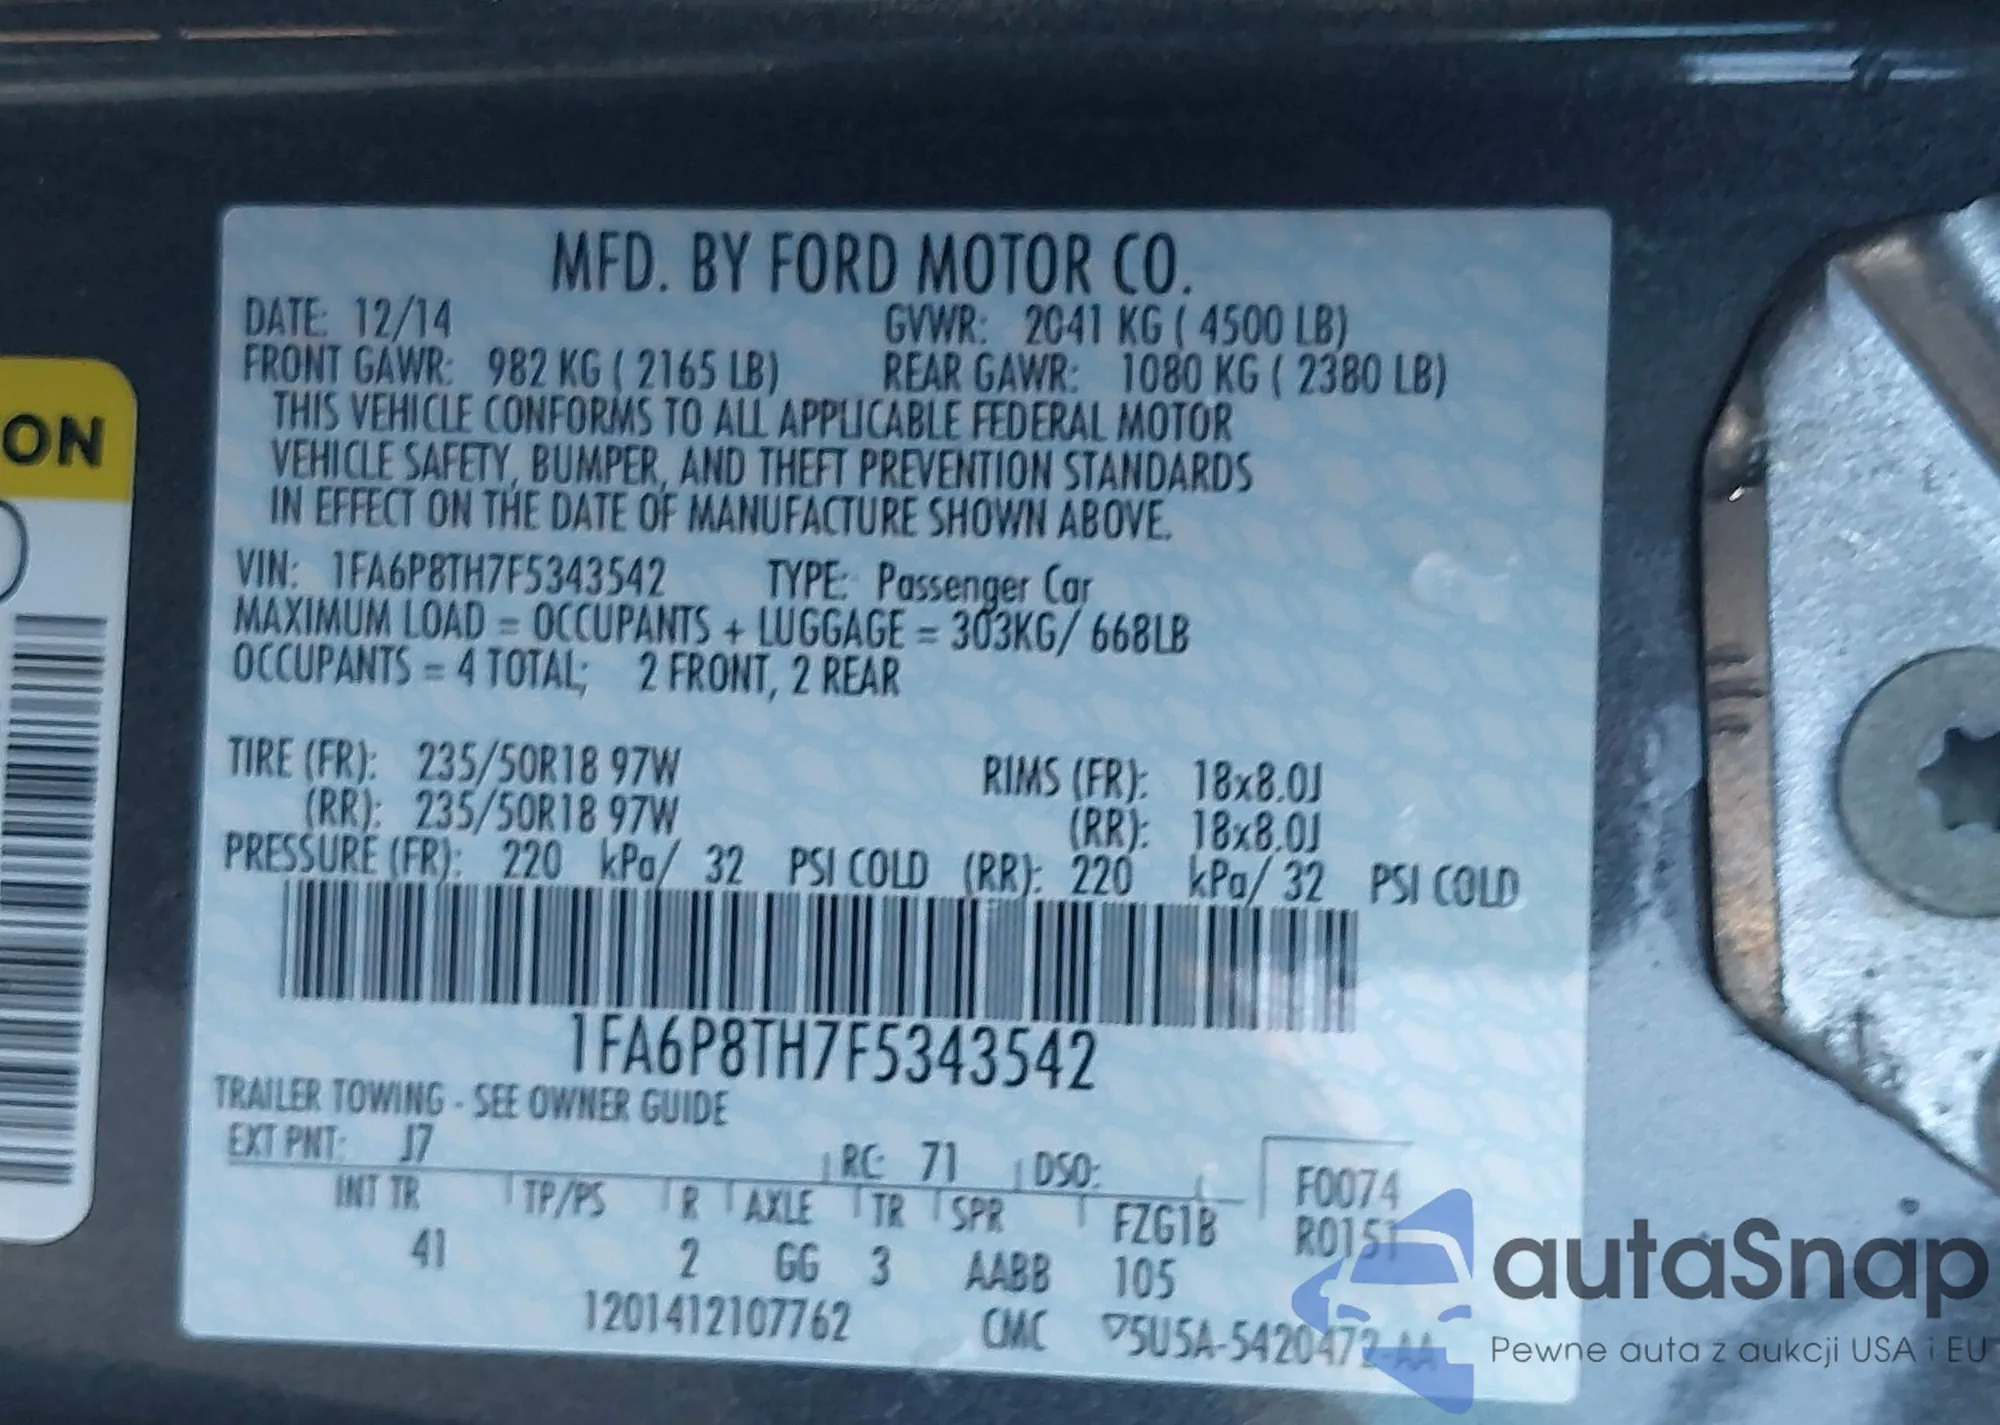 MFD. BY FORD MOTOR CO.
DATE: 12/14 GVWR: 2041 KG ( 4500 LB)
FRONT GAWR: 982 KG ( 2165 LB) REAR GAWR: 1080 KG ( 2380 LB)
THIS VEHICLE CONFORMS TO ALL APPLICABLE FEDERAL MOTOR
VEHICLE SAFETY, BUMPER, AND THEFT PREVENTION STANDARDS
IN EFFECT ON THE DATE OF MANUFACTURE SHOWN ABOVE.
VIN: 1FA6P8TH7F5343542 TYPE: Passenger Car
MAXIMUM LOAD = OCCUPANTS + LUGGAGE = 303KG/ 668LB
OCCUPANTS = 4 TOTAL; 2 FRONT, 2 REAR
TIRE (FR): 235/50R18 97W RIMS (FR): 18x8.0J
(RR): 235/50R18 97W (RR): 18x8.0J
PRESSURE (FR): 220 kPa/ 32 PSI COLD (RR): 220 kPa/ 32 PSI COLD
1FA6P8TH7F5343542
TRAILER TOWING - SEE OWNER GUIDE
EXT PNT: J7 RC: 71 DSO: F0074
INT TR TP/PS R AXLE TR SPR FZG1B R0151
41 2 GG 3 AABB 105
1201412107762 CMC 5U5A-5420472-AA
ON
autaSnap
Pewne auta z aukcji USA i EU